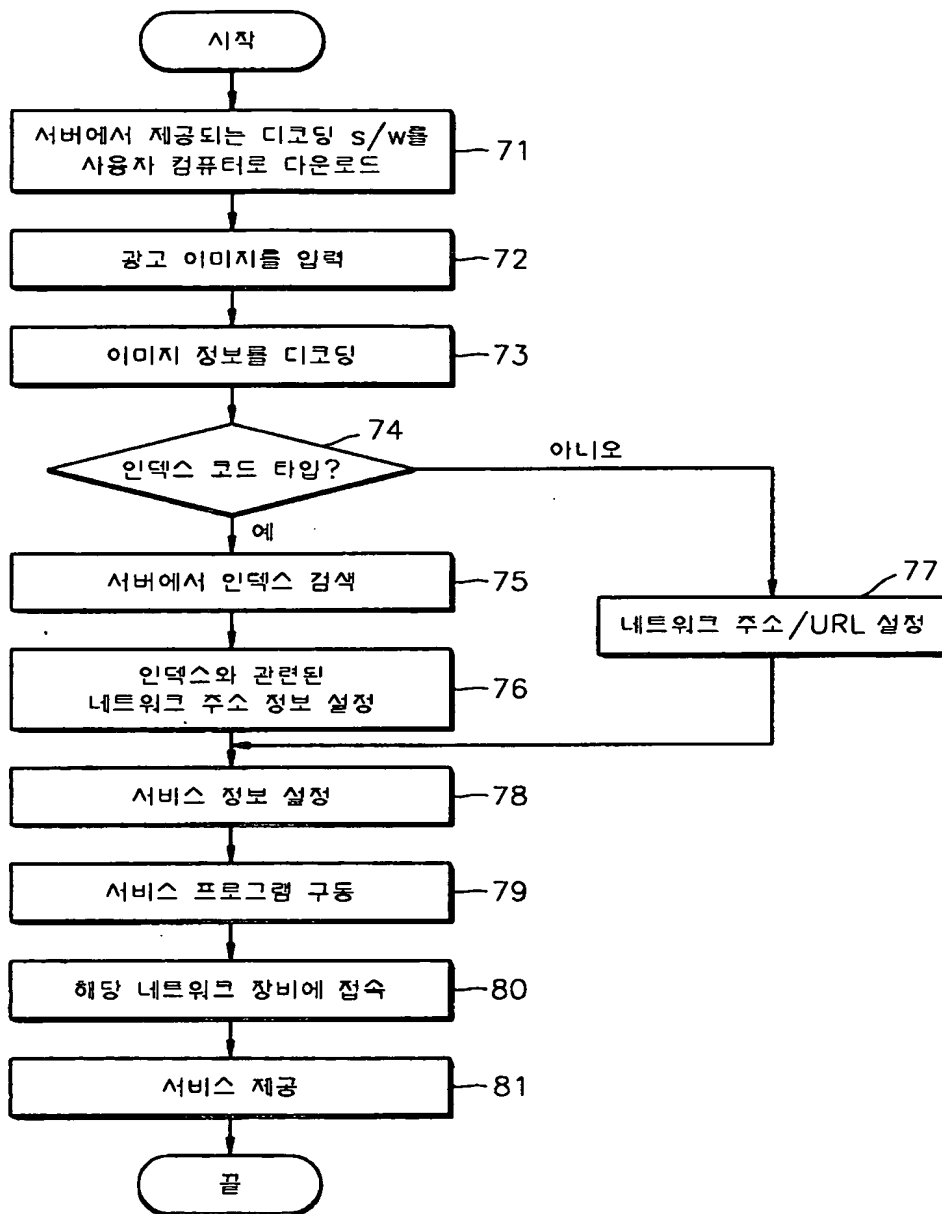 시작
서버에서 제공되는 디코딩 s/w를
사용자 컴퓨터로 다운로드
71
광고 이미지를 입력
72
이미지 정보를 디코딩
73
74
인덱스 코드 타입?
아니오
예
서버에서 인덱스 검색
75
77
네트워크 주소/URL 설정
인덱스와 관련된
네트워크 주소 정보 설정
76
서비스 정보 설정
78
서비스 프로그램 구동
79
해당 네트워크 장비에 접속
80
서비스 제공
81
끝